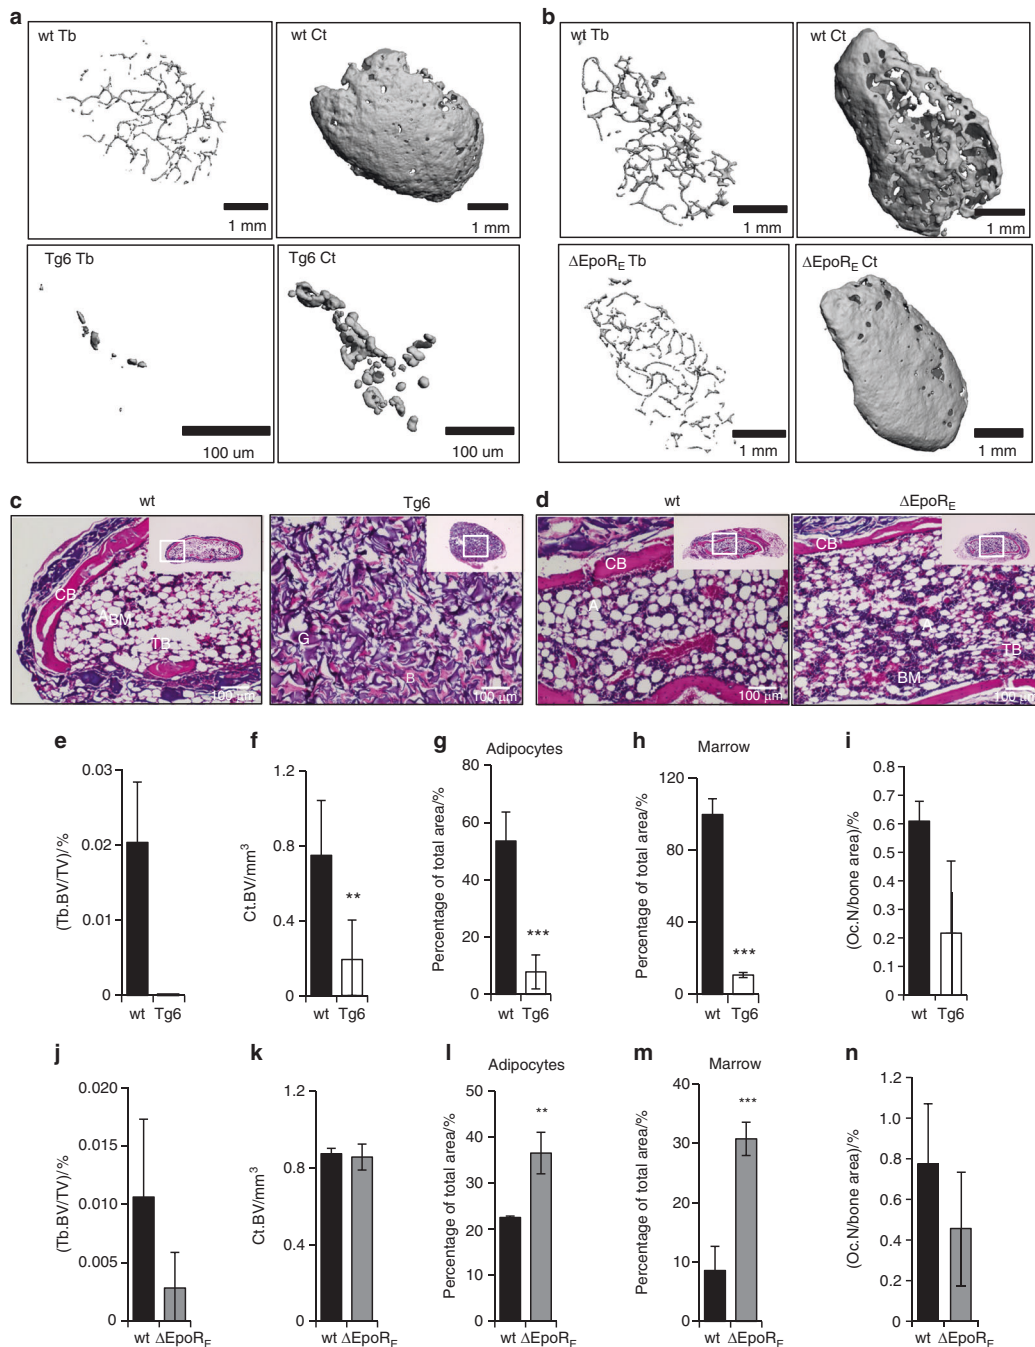 a
wt Tb
1 mm
wt Ct
1 mm
Tg6 Tb
100 um
Tg6 Ct
100 um
b
wt Tb
1 mm
wt Ct
1 mm
ΔEpoR_E Tb
1 mm
ΔEpoR_E Ct
1 mm
c
wt
CB
A
BM
TB
100 μm
Tg6
G
B
100 μm
d
wt
CB
A
100 μm
ΔEpoR_E
CB
TB
BM
100 μm
e
(Tb.BV/TV)/%
0.03
0.02
0.01
0
wt Tg6
f
Ct.BV/mm³
1.2
0.8
0.4
0
**
wt Tg6
g
Adipocytes
Percentage of total area/%
80
60
40
20
0
***
wt Tg6
h
Marrow
Percentage of total area/%
120
80
40
0
***
wt Tg6
i
(Oc.N/bone area)/%
0.8
0.7
0.6
0.5
0.4
0.3
0.2
0.1
0
wt Tg6
j
(Tb.BV/TV)/%
0.020
0.015
0.010
0.005
0
wt ΔEpoR_E
k
Ct.BV/mm³
1.2
0.8
0.4
0
wt ΔEpoR_E
l
Adipocytes
Percentage of total area/%
50
40
30
20
10
0
**
wt ΔEpoR_E
m
Marrow
Percentage of total area/%
40
30
20
10
0
***
wt ΔEpoR_E
n
(Oc.N/bone area)/%
1.2
1.0
0.8
0.6
0.4
0.2
0
wt ΔEpoR_E